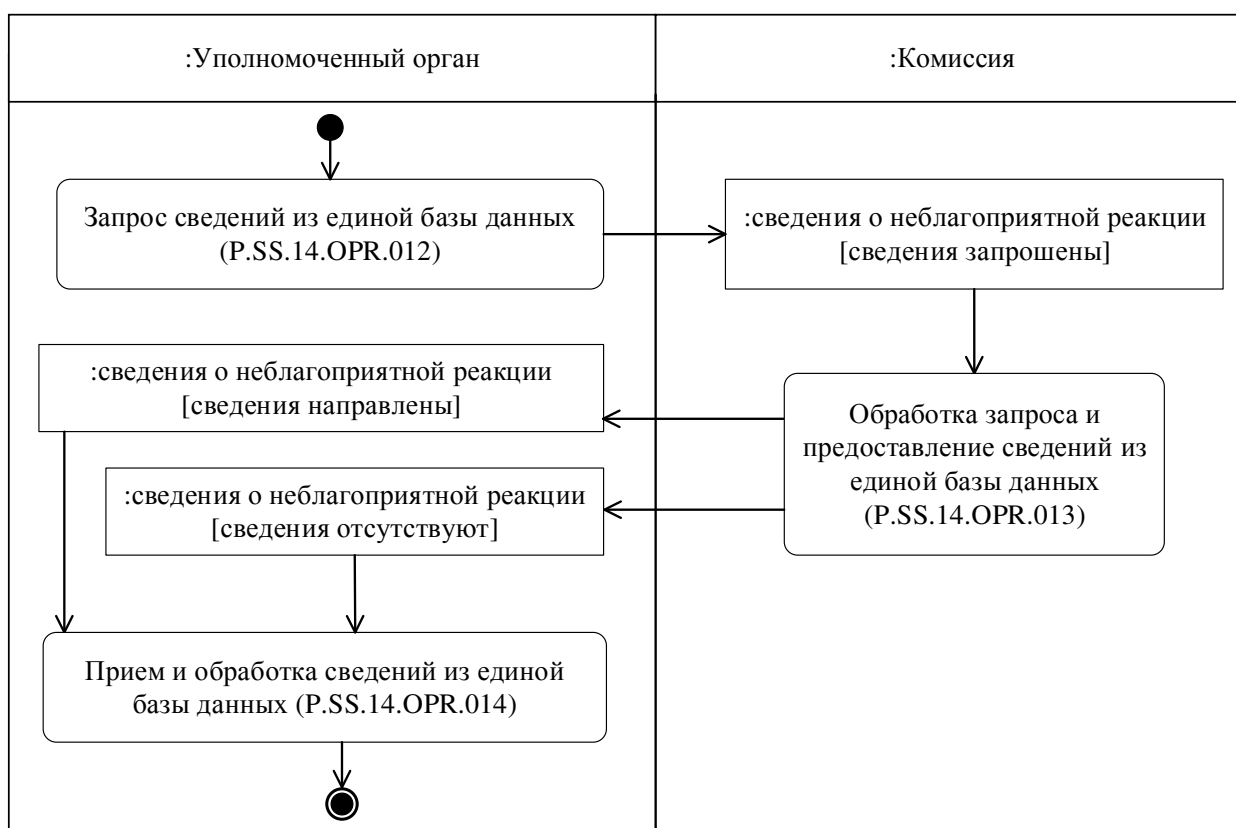 :Уполномоченный орган
:Комиссия
Запрос сведений из единой базы данных
(P.SS.14.OPR.012)
:сведения о неблагоприятной реакции
[сведения запрошены]
:сведения о неблагоприятной реакции
[сведения направлены]
Обработка запроса и
предоставление сведений из
единой базы данных
(P.SS.14.OPR.013)
:сведения о неблагоприятной реакции
[сведения отсутствуют]
Прием и обработка сведений из единой
базы данных (P.SS.14.OPR.014)